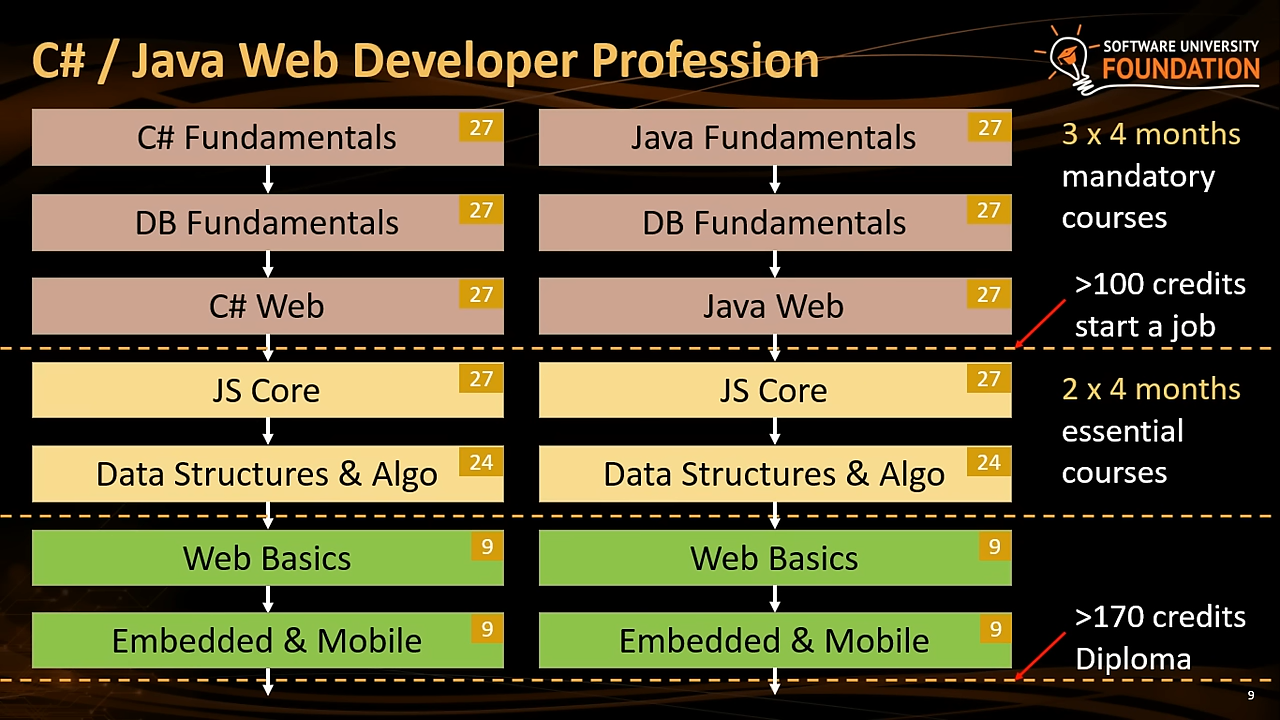 C# / Java Web Developer Profession
SOFTWARE UNIVERSITY
FOUNDATION
C# Fundamentals
27
Java Fundamentals
27
3 x 4 months
mandatory
courses
DB Fundamentals
27
DB Fundamentals
27
C# Web
27
Java Web
27
>100 credits
start a job
JS Core
27
JS Core
27
2 x 4 months
essential
courses
Data Structures & Algo
24
Data Structures & Algo
24
Web Basics
9
Web Basics
9
Embedded & Mobile
9
Embedded & Mobile
9
>170 credits
Diploma
9